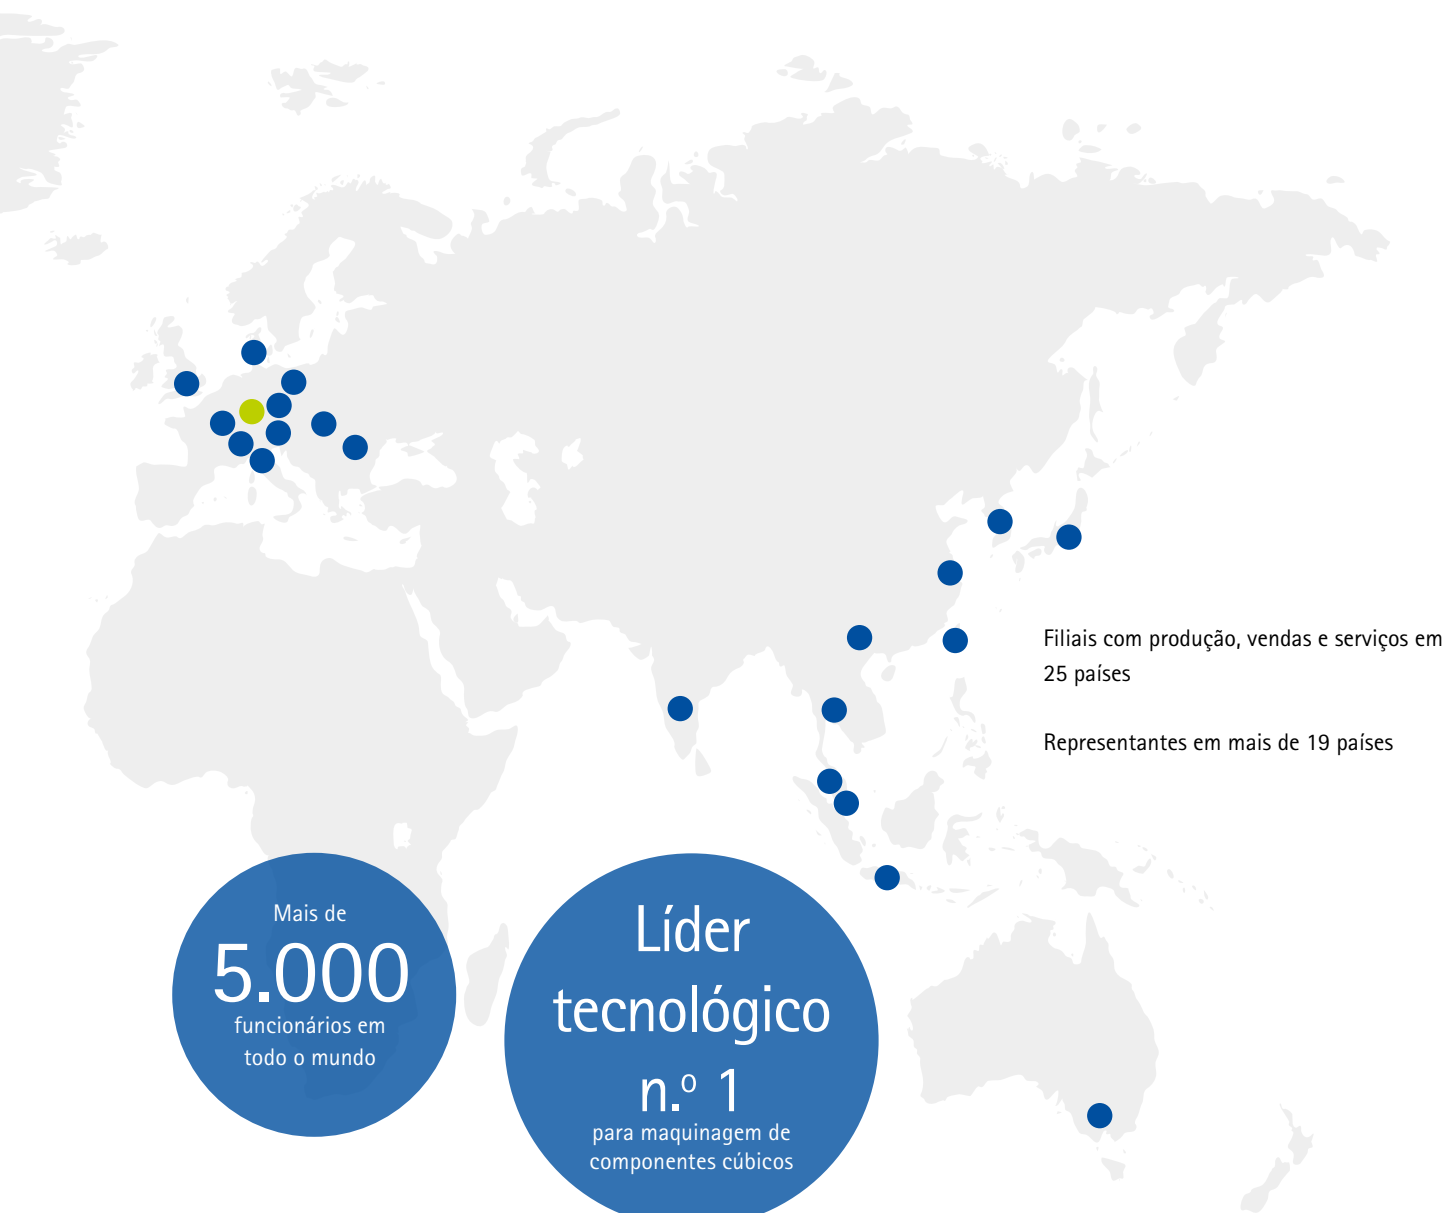 Filiais com produção, vendas e serviços em
25 países
Representantes em mais de 19 países
Mais de
5.000
funcionários em
todo o mundo
Líder
tecnológico
n.º 1
para maquinagem de
componentes cúbicos